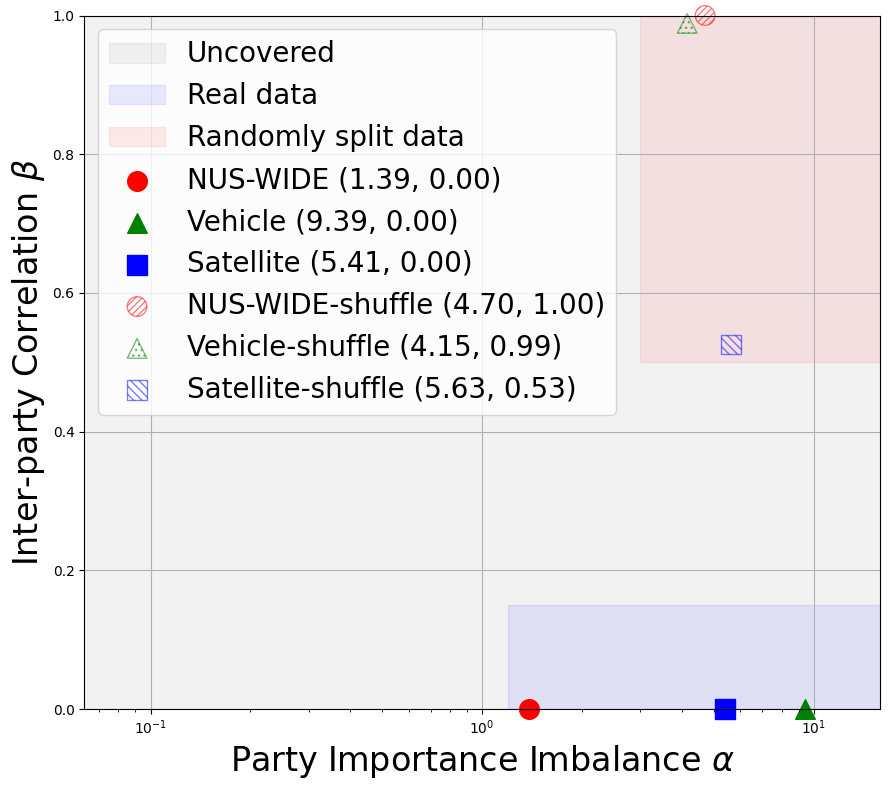 1.0
0.8
0.6
0.4
0.2
0.0
Inter-party Correlation β
Uncovered
Real data
Randomly split data
NUS-WIDE (1.39, 0.00)
Vehicle (9.39, 0.00)
Satellite (5.41, 0.00)
NUS-WIDE-shuffle (4.70, 1.00)
Vehicle-shuffle (4.15, 0.99)
Satellite-shuffle (5.63, 0.53)
10⁻¹ 10⁰ 10¹
Party Importance Imbalance α